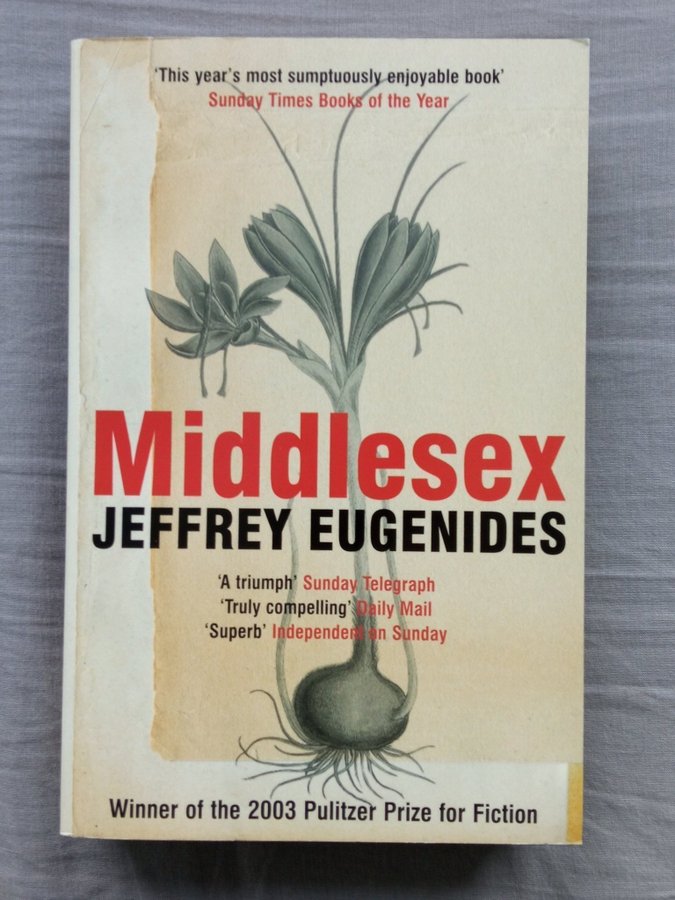 ‘This year’s most sumptuously enjoyable book’
Sunday Times Books of the Year
Middlesex
JEFFREY EUGENIDES
‘A triumph’ Sunday Telegraph
‘Truly compelling’ Daily Mail
‘Superb’ Independent on Sunday
Winner of the 2003 Pulitzer Prize for Fiction